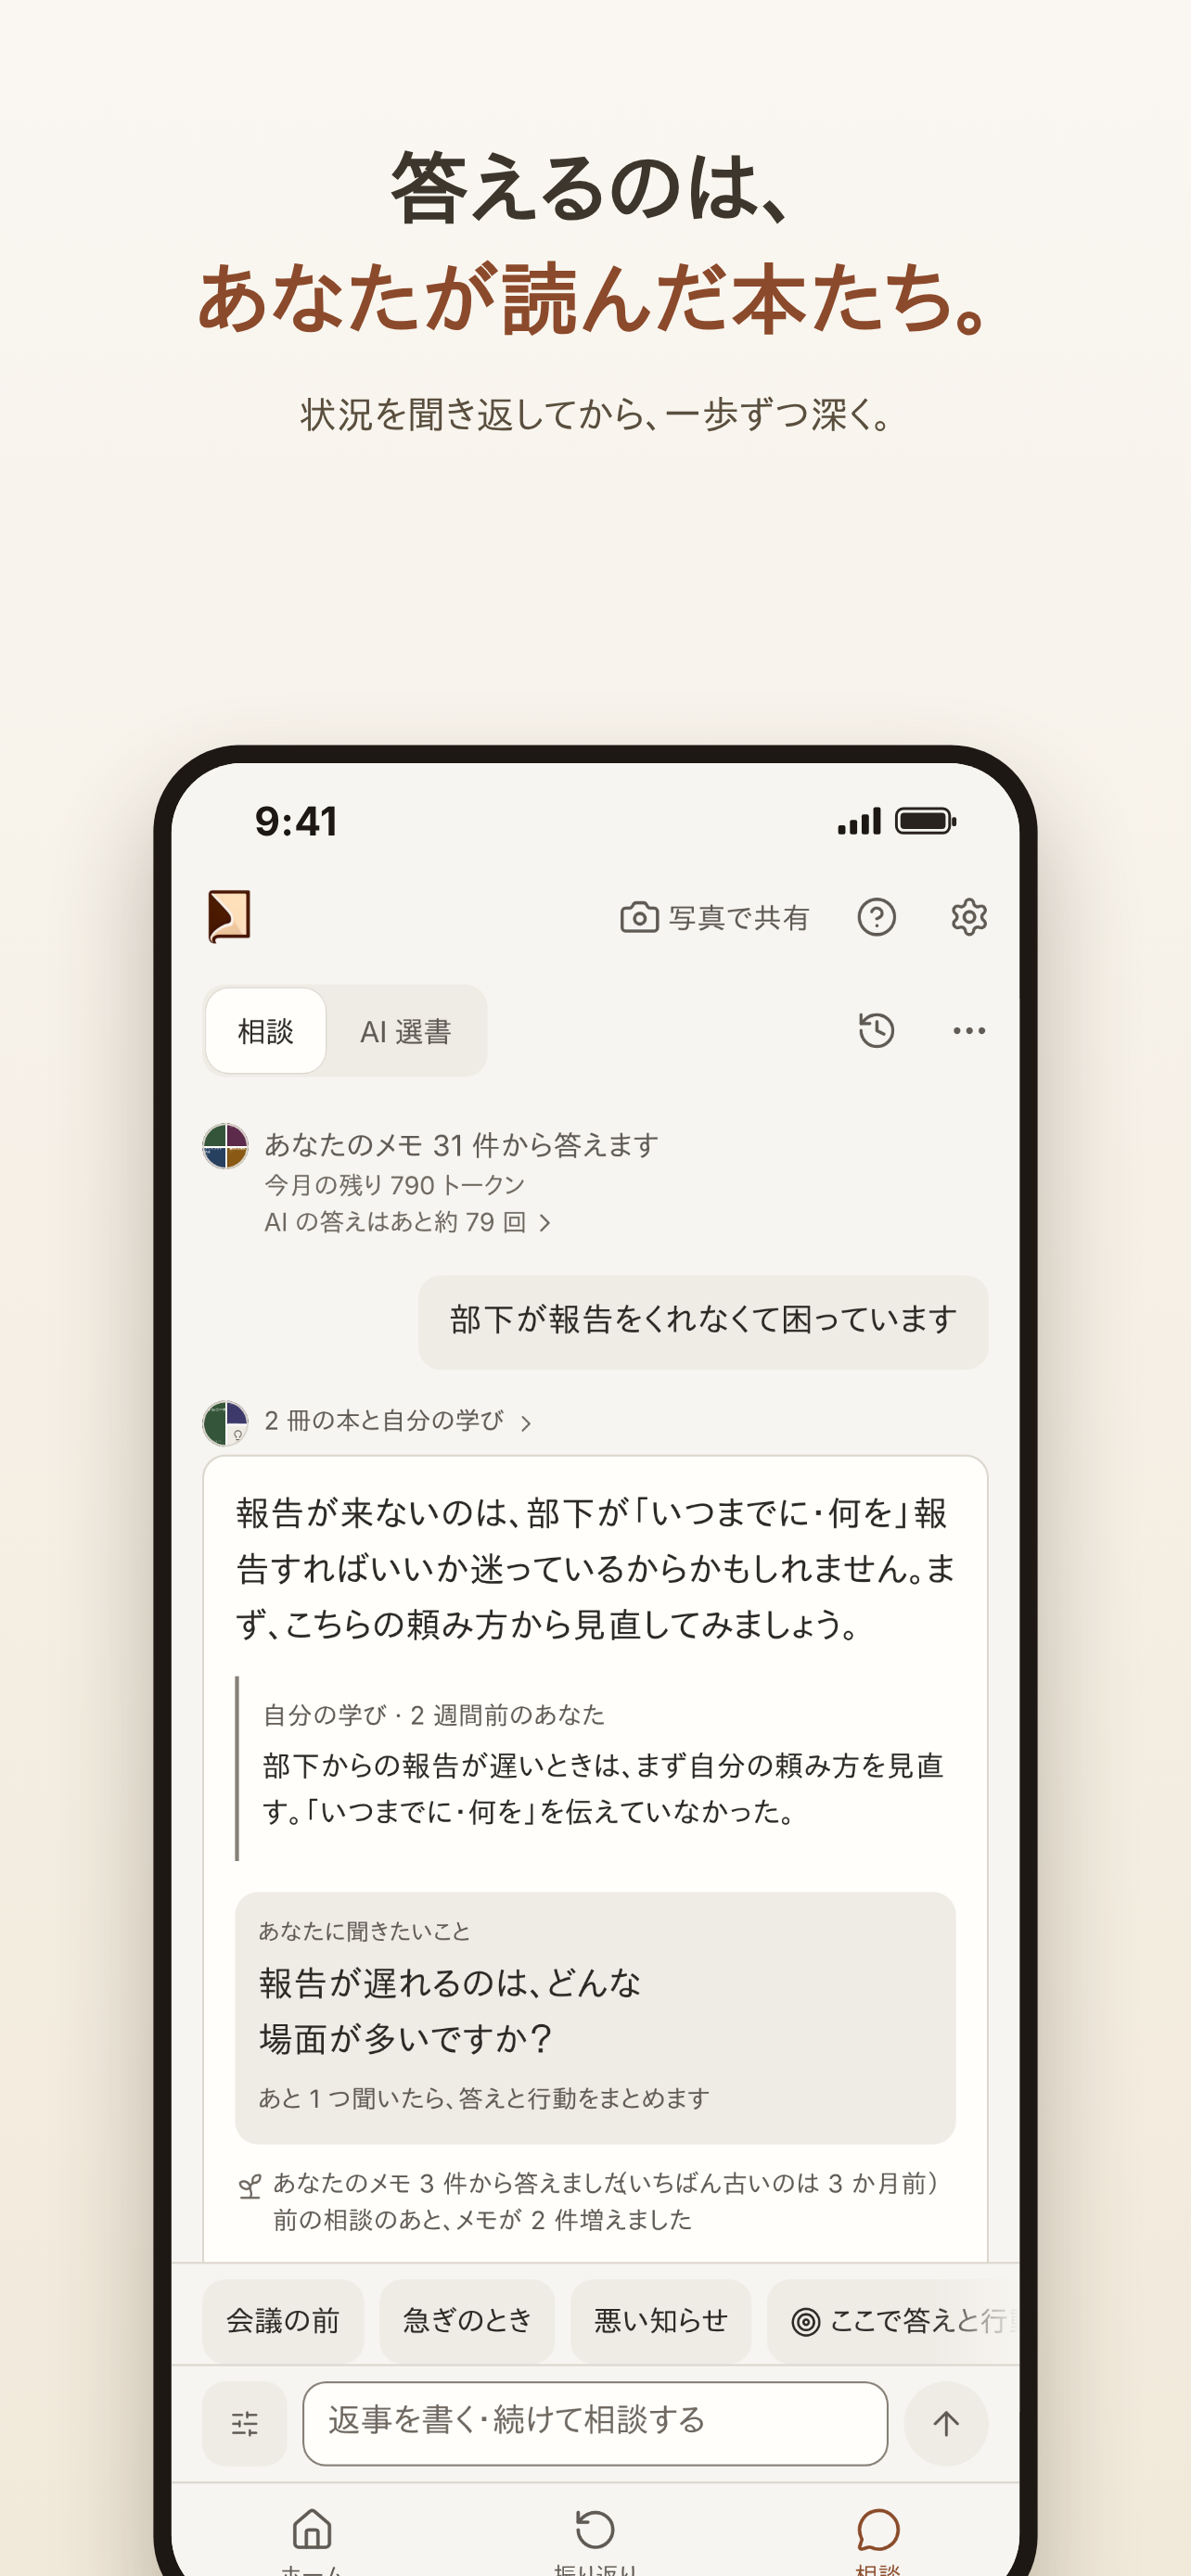 答えるのは、
あなたが読んだ本たち。
状況を聞き返してから、一歩ずつ深く。
9:41
写真で共有
相談
AI 選書
あなたのメモ 31 件から答えます
今月の残り 790 トークン
AI の答えはあと約 79 回
部下が報告をくれなくて困っています
2 冊の本と自分の学び
報告が来ないのは、部下が「いつまでに・何を」報
告すればいいか迷っているからかもしれません。ま
ず、こちらの頼み方から見直してみましょう。
自分の学び · 2 週間前のあなた
部下からの報告が遅いときは、まず自分の頼み方を見直
す。「いつまでに・何を」を伝えていなかった。
あなたに聞きたいこと
報告が遅れるのは、どんな
場面が多いですか？
あと 1 つ聞いたら、答えと行動をまとめます
あなたのメモ 3 件から答えました（いちばん古いのは 3 か月前）
前の相談のあと、メモが 2 件増えました
会議の前
急ぎのとき
悪い知らせ
ここで答えと行
返事を書く・続けて相談する
ホーム
振り返り
相談